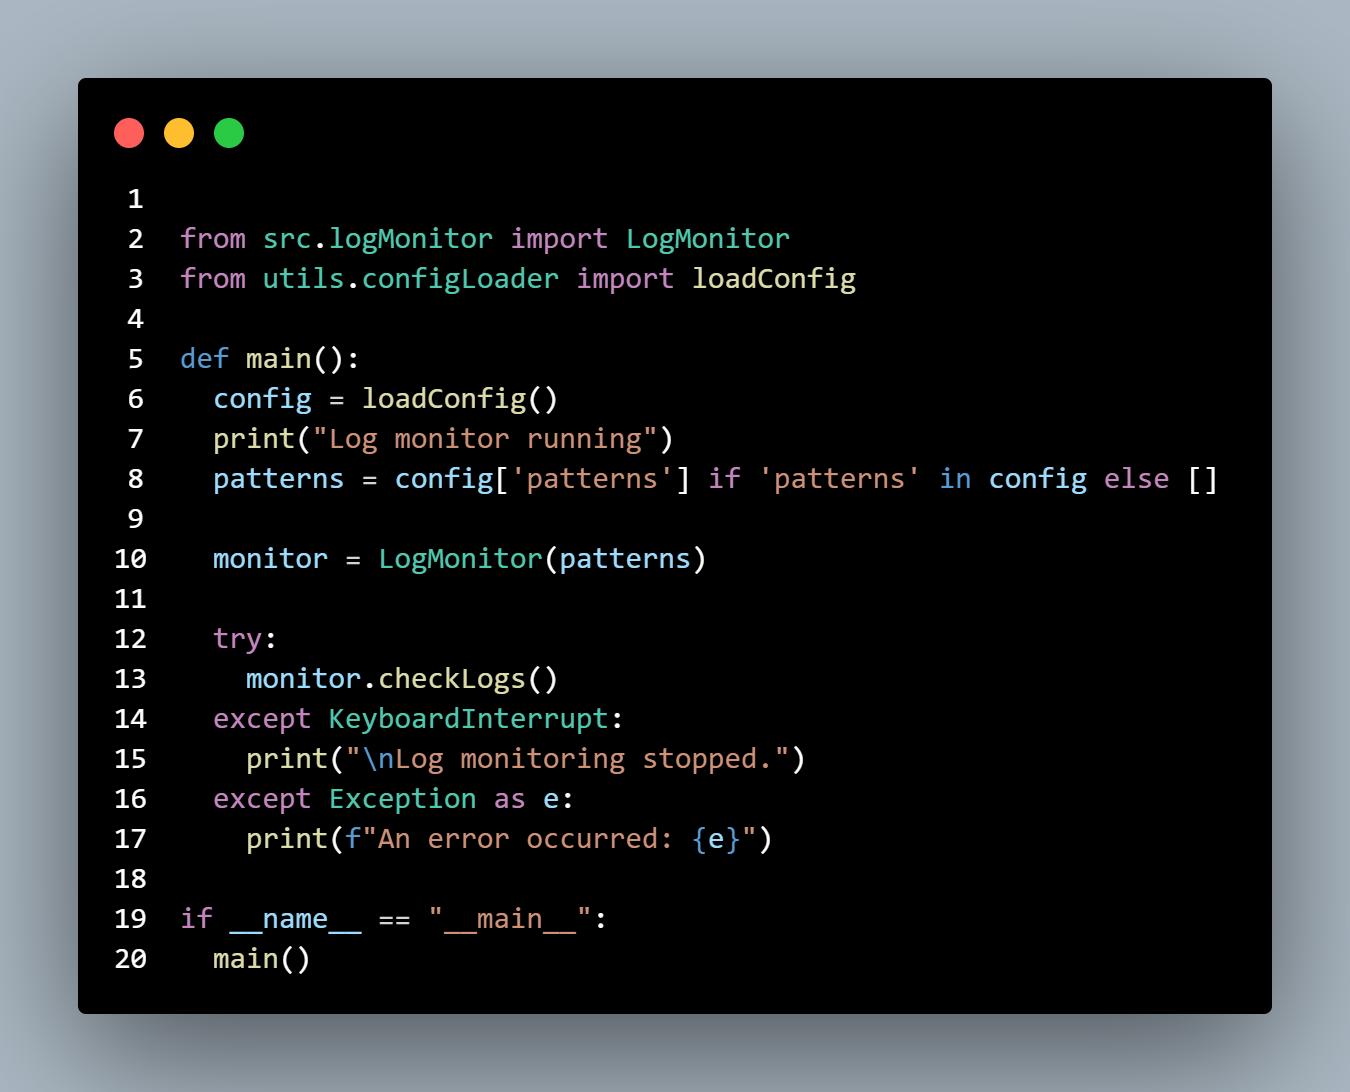 1
2 from src.logMonitor import LogMonitor
3 from utils.configLoader import loadConfig
4
5 def main():
6   config = loadConfig()
7   print("Log monitor running")
8   patterns = config['patterns'] if 'patterns' in config else []
9
10   monitor = LogMonitor(patterns)
11
12   try:
13     monitor.checkLogs()
14   except KeyboardInterrupt:
15     print("\nLog monitoring stopped.")
16   except Exception as e:
17     print(f"An error occurred: {e}")
18
19 if __name__ == "__main__":
20   main()